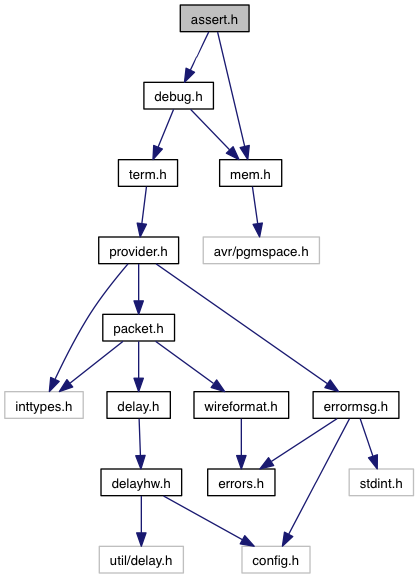 assert.h
debug.h
term.h
mem.h
provider.h
avr/pgmspace.h
packet.h
inttypes.h
delay.h
wireformat.h
errormsg.h
delayhw.h
errors.h
stdint.h
util/delay.h
config.h